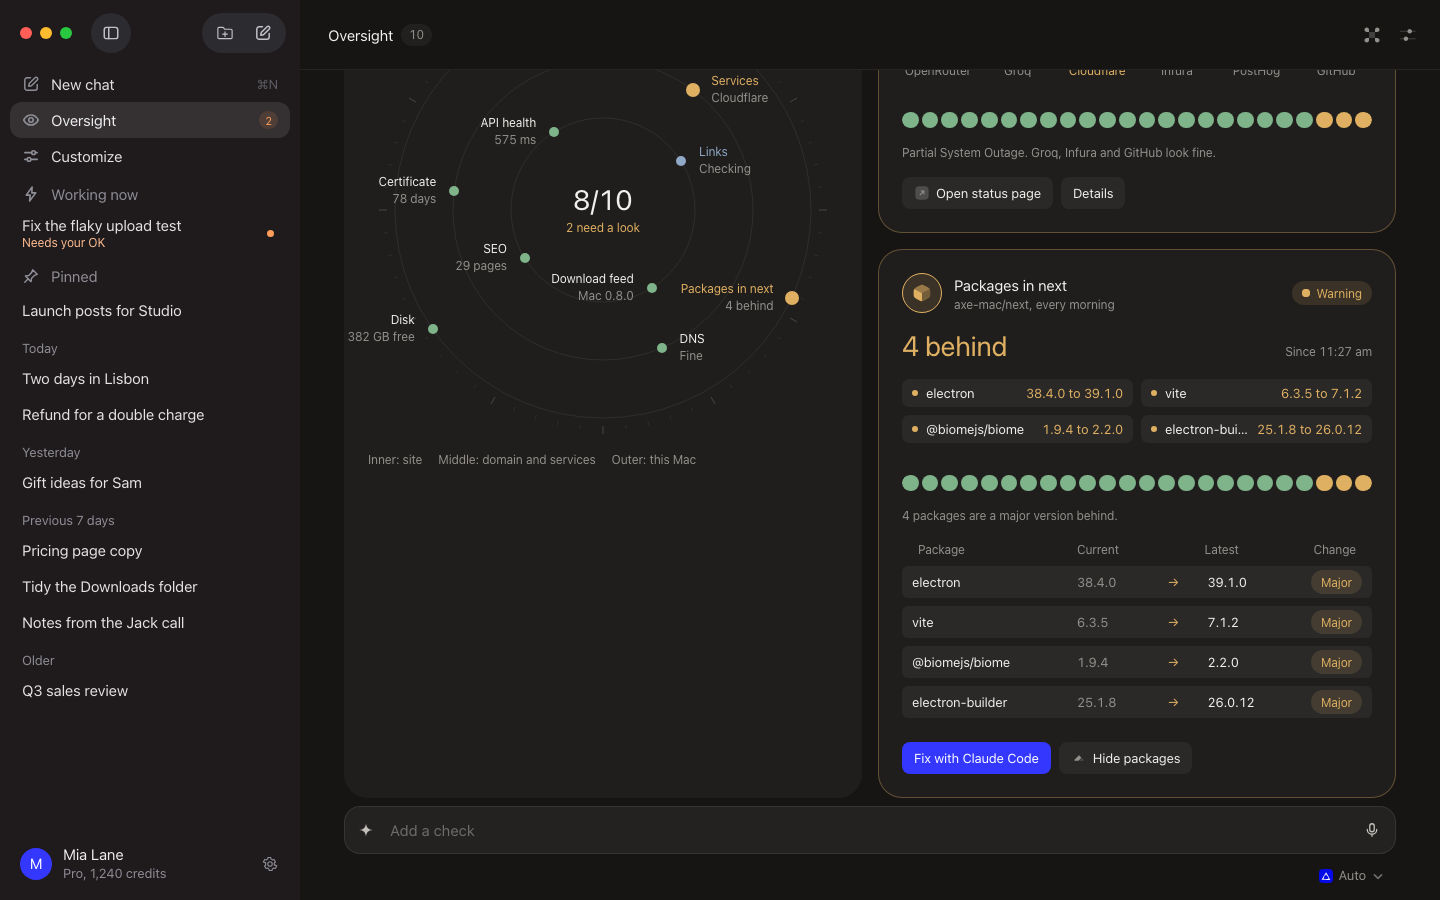 New chat
⌘N
Oversight
2
Customize
Working now
Fix the flaky upload test
Needs your OK
Pinned
Launch posts for Studio
Today
Two days in Lisbon
Refund for a double charge
Yesterday
Gift ideas for Sam
Previous 7 days
Pricing page copy
Tidy the Downloads folder
Notes from the Jack call
Older
Q3 sales review
M
Mia Lane
Pro, 1,240 credits
Oversight 10
Services
Cloudflare
API health
575 ms
Links
Checking
Certificate
78 days
8/10
2 need a look
SEO
29 pages
Download feed
Mac 0.8.0
Packages in next
4 behind
Disk
382 GB free
DNS
Fine
Inner: site Middle: domain and services Outer: this Mac
OpenRouter Groq Cloudflare Infura PostHog GitHub
Partial System Outage. Groq, Infura and GitHub look fine.
Open status page Details
Packages in next
axe-mac/next, every morning
Warning
4 behind
Since 11:27 am
electron 38.4.0 to 39.1.0
vite 6.3.5 to 7.1.2
@biomejs/biome 1.9.4 to 2.2.0
electron-bui... 25.1.8 to 26.0.12
4 packages are a major version behind.
Package Current Latest Change
electron 38.4.0 → 39.1.0 Major
vite 6.3.5 → 7.1.2 Major
@biomejs/biome 1.9.4 → 2.2.0 Major
electron-builder 25.1.8 → 26.0.12 Major
Fix with Claude Code Hide packages
Add a check
Auto